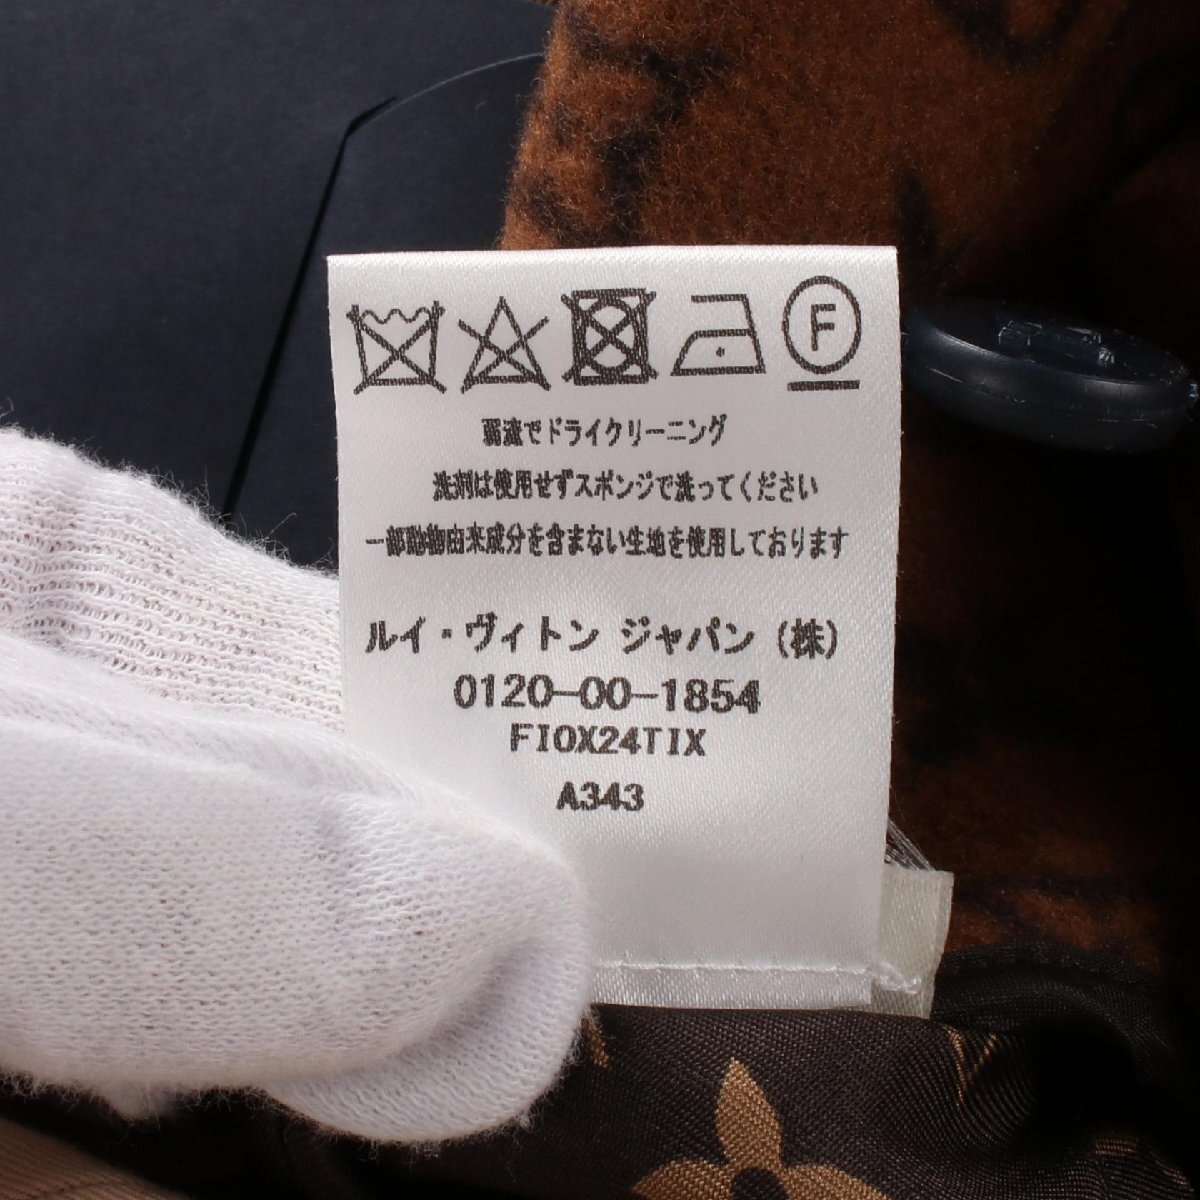 F
弱流でドライクリーニング
洗剤は使用せずスポンジで洗ってください
一部動物由来成分を含まない生地を使用しております
ルイ・ヴィトン ジャパン (株)
0120-00-1854
FIOX24TIX
A343